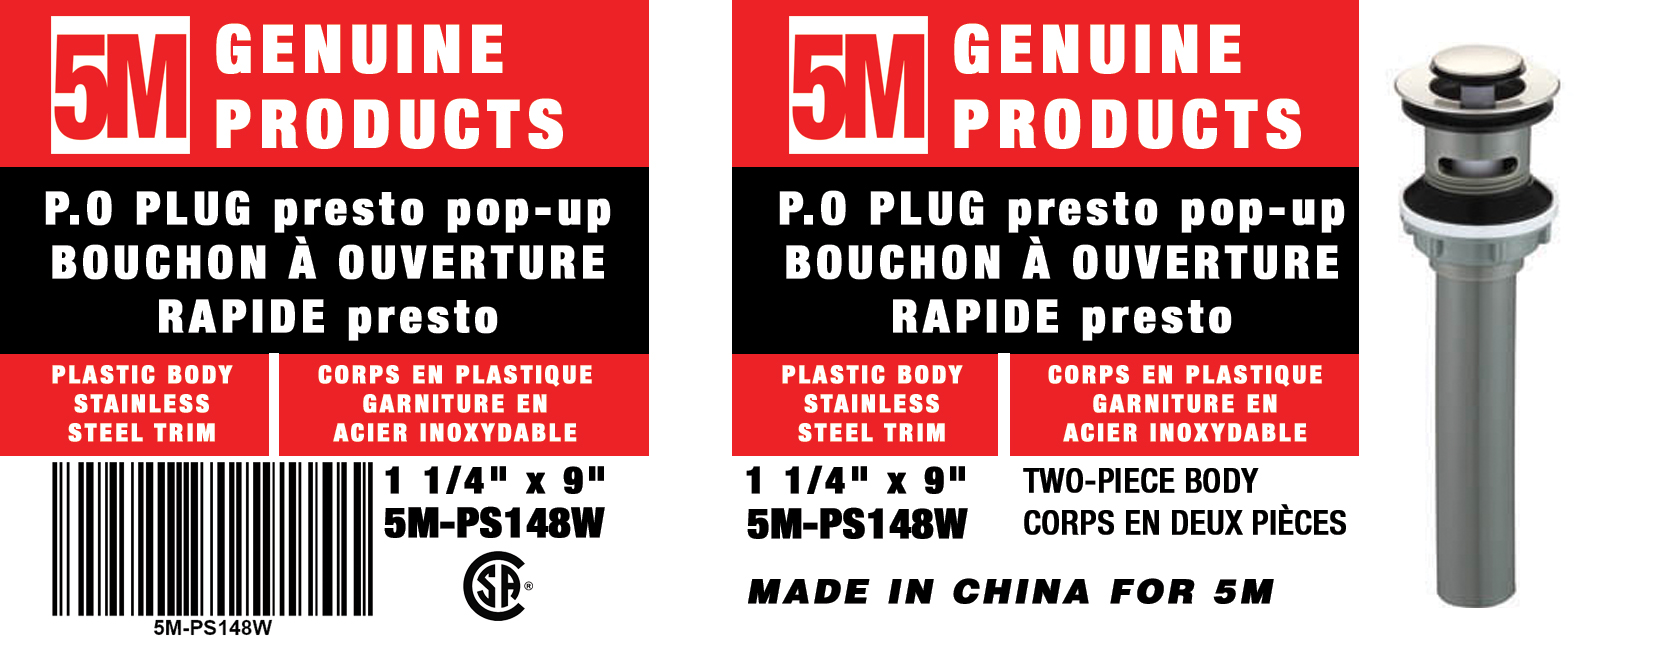 5M
GENUINE
PRODUCTS
P.O PLUG presto pop-up
BOUCHON À OUVERTURE
RAPIDE presto
PLASTIC BODY
STAINLESS
STEEL TRIM
CORPS EN PLASTIQUE
GARNITURE EN
ACIER INOXYDABLE
1 1/4" x 9"
5M-PS148W
CSA®
5M-PS148W
5M
GENUINE
PRODUCTS
P.O PLUG presto pop-up
BOUCHON À OUVERTURE
RAPIDE presto
PLASTIC BODY
STAINLESS
STEEL TRIM
CORPS EN PLASTIQUE
GARNITURE EN
ACIER INOXYDABLE
1 1/4" x 9"
5M-PS148W
TWO-PIECE BODY
CORPS EN DEUX PIÈCES
MADE IN CHINA FOR 5M